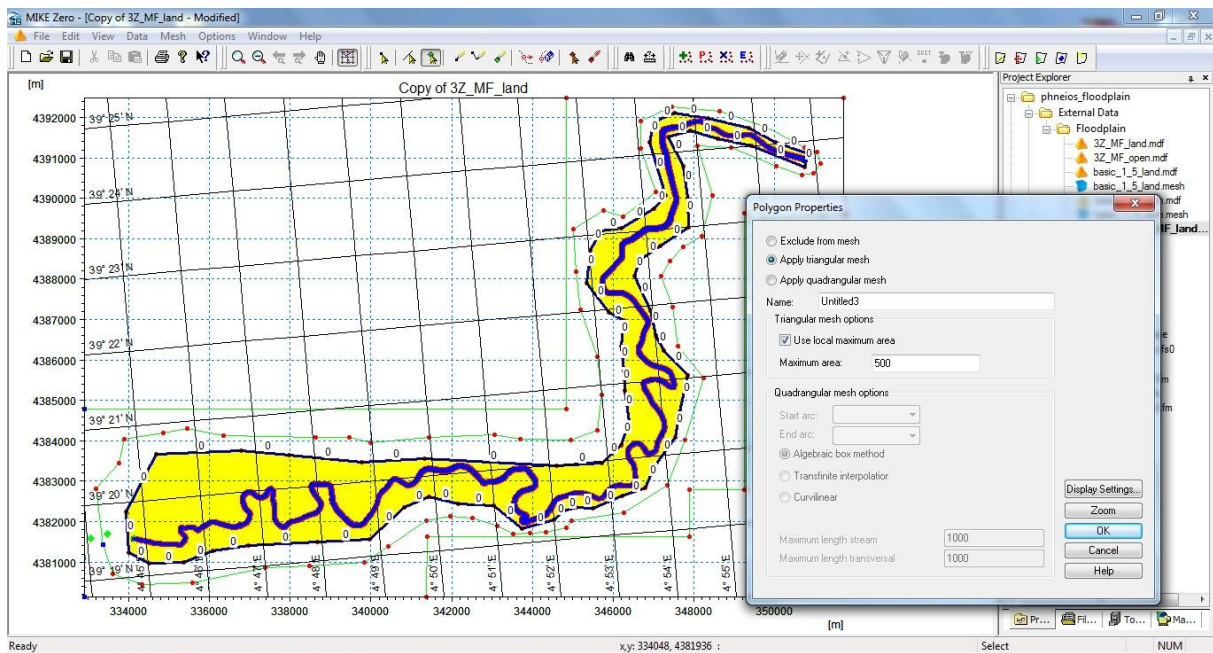 MIKE Zero - [Copy of 3Z_MF_land - Modified]
File Edit View Data Mesh Options Window Help
[m]
Copy of 3Z_MF_land
4392000
4391000
4390000
4389000
4388000
4387000
4386000
4385000
4384000
4383000
4382000
4381000
39° 25' N
39° 24' N
39° 23' N
39° 22' N
39° 21' N
39° 20' N
39° 19' N
4° 47' E
4° 48' E
4° 49' E
4° 50' E
4° 51' E
4° 52' E
4° 53' E
4° 54' E
4° 55' E
334000 336000 338000 340000 342000 344000 346000 348000 350000
[m]
Project Explorer
phneios_floodplain
External Data
Floodplain
3Z_MF_land.mdf
3Z_MF_open.mdf
basic_1_5_land.mdf
basic_1_5_land.mesh
Polygon Properties
Exclude from mesh
Apply triangular mesh
Apply quadrangular mesh
Name: Untitled3
Triangular mesh options
Use local maximum area
Maximum area: 500
Quadrangular mesh options
Start arc:
End arc:
Algebraic box method
Transfinite interpolatior
Curvilinear
Maximum length stream 1000
Maximum length transversal 1000
Display Settings...
Zoom
OK
Cancel
Help
Pr... Fil... To... Ma...
Ready x,y: 334048, 4381936 : Select NUM